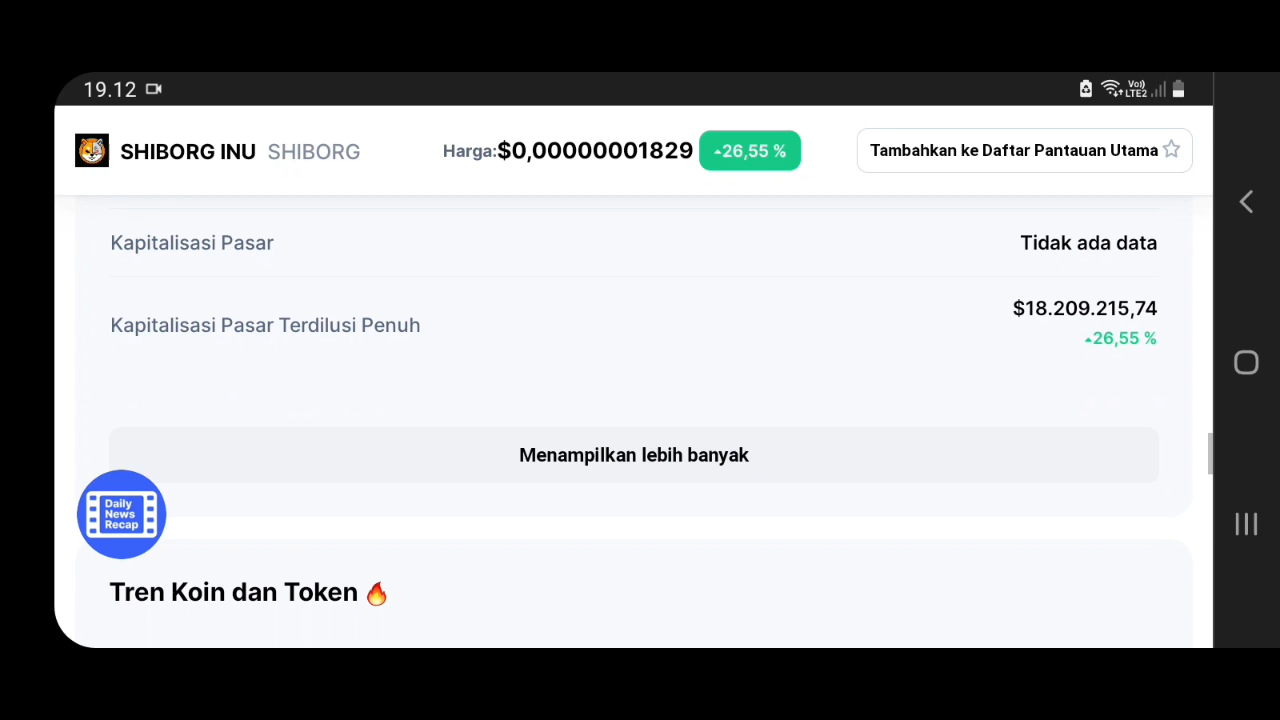 19.12
Vo))
LTE2
SHIBORG INU SHIBORG
Harga:$0,00000001829
26,55 %
Tambahkan ke Daftar Pantauan Utama
Kapitalisasi Pasar
Tidak ada data
Kapitalisasi Pasar Terdilusi Penuh
$18.209.215,74
26,55 %
Menampilkan lebih banyak
Daily
News
Recap
Tren Koin dan Token 🔥